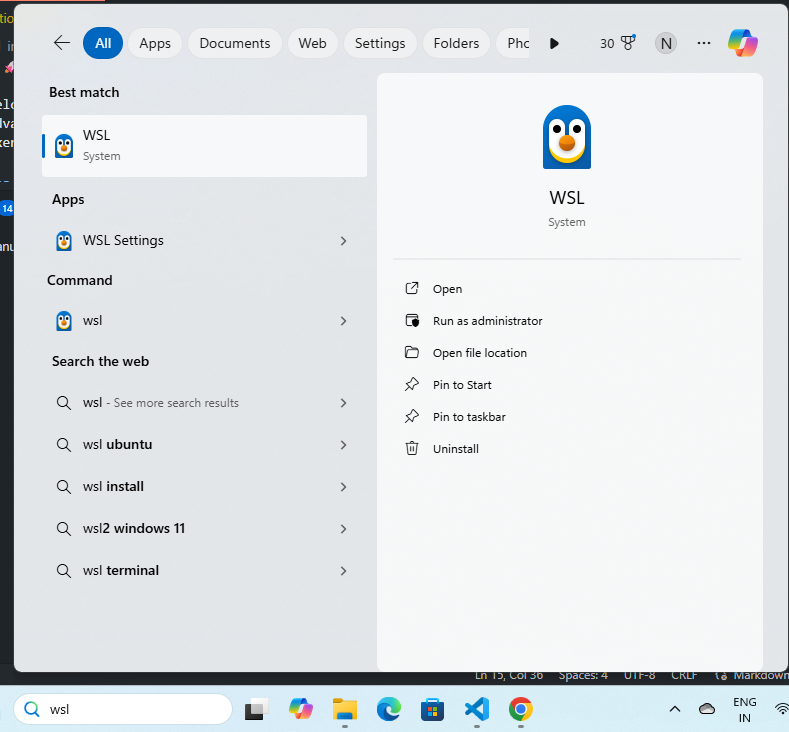 All
Apps
Documents
Web
Settings
Folders
Pho
30
N
Best match
WSL
System
Apps
WSL Settings
Command
wsl
Search the web
wsl - See more search results
wsl ubuntu
wsl install
wsl2 windows 11
wsl terminal
WSL
System
Open
Run as administrator
Open file location
Pin to Start
Pin to taskbar
Uninstall
14
Ln 15, Col 36
Spaces: 4
UTF-8
CRLF
Markdown
wsl
ENG
IN